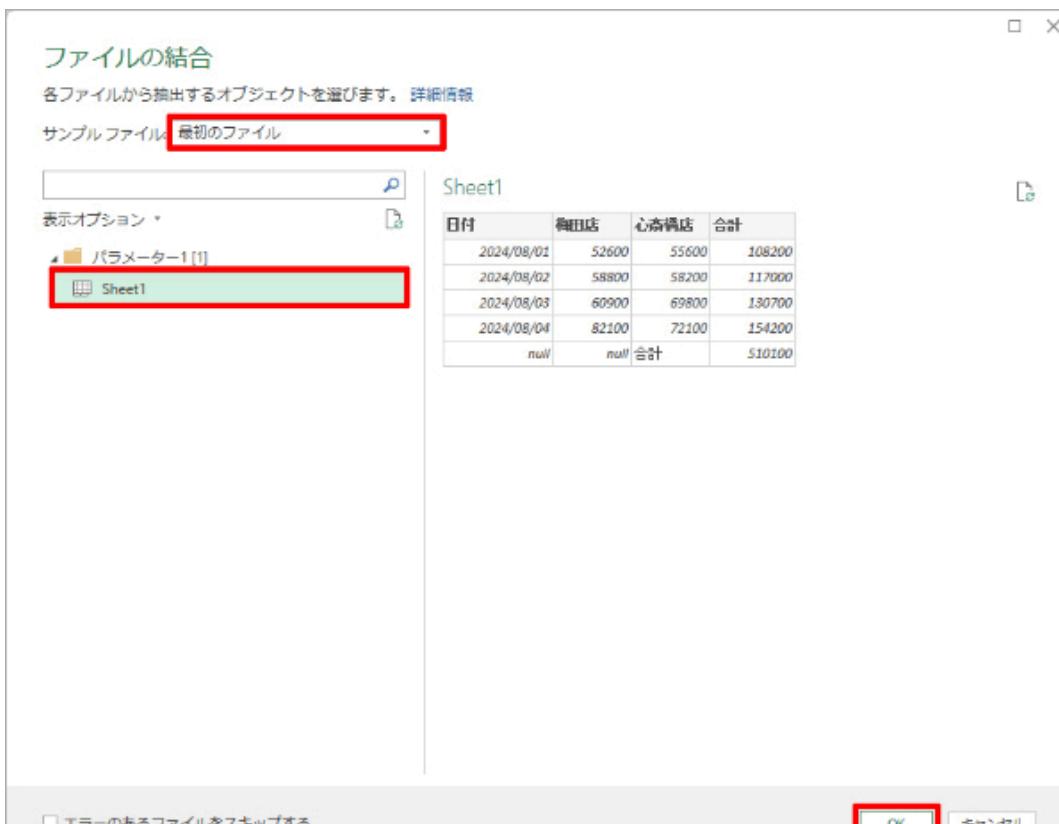 ファイルの結合
各ファイルから抽出するオブジェクトを選びます。 詳細情報
サンプル ファイル: 最初のファイル
表示オプション
パラメーター1 [1]
Sheet1
Sheet1
日付 梅田店 心斎橋店 合計
2024/08/01 52600 55600 108200
2024/08/02 58800 58200 117000
2024/08/03 60900 69800 130700
2024/08/04 82100 72100 154200
null null 合計 510100
エラーのあるファイルをスキップする
OK キャンセル